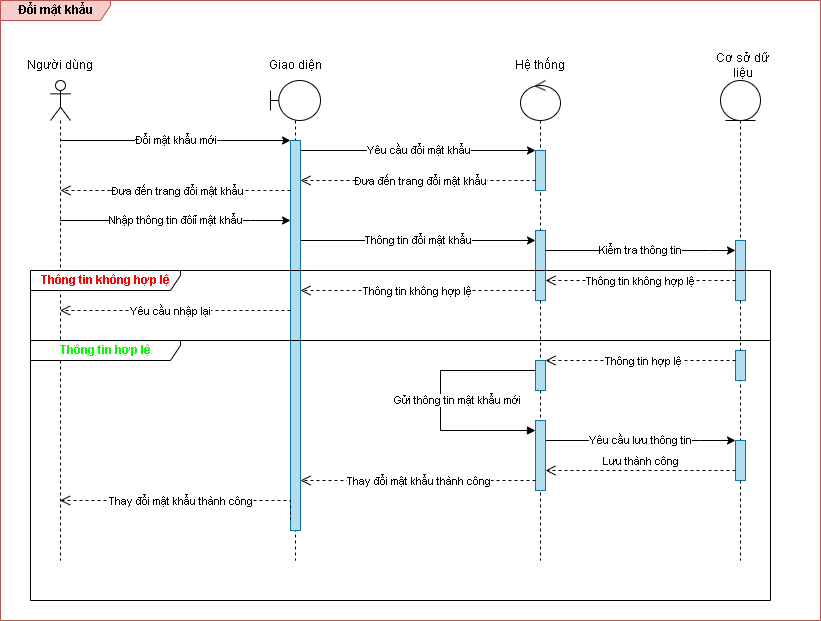 Đổi mật khẩu
Người dùng
Giao diện
Hệ thống
Cơ sở dữ
liệu
Đổi mật khẩu mới
Yêu cầu đổi mật khẩu
Đưa đến trang đổi mật khẩu
Đưa đến trang đổi mật khẩu
Nhập thông tin đôiỉ mật khẩu
Thông tin đổi mật khẩu
Kiểm tra thông tin
Thông tin không hợp lệ
Thông tin không hợp lệ
Thông tin không hợp lệ
Yêu cầu nhập lại
Thông tin hợp lê
Thông tin hợp lệ
Gửi thông tin mật khẩu mới
Yêu cầu lưu thông tin
Lưu thành công
Thay đổi mật khẩu thành công
Thay đổi mật khẩu thành công